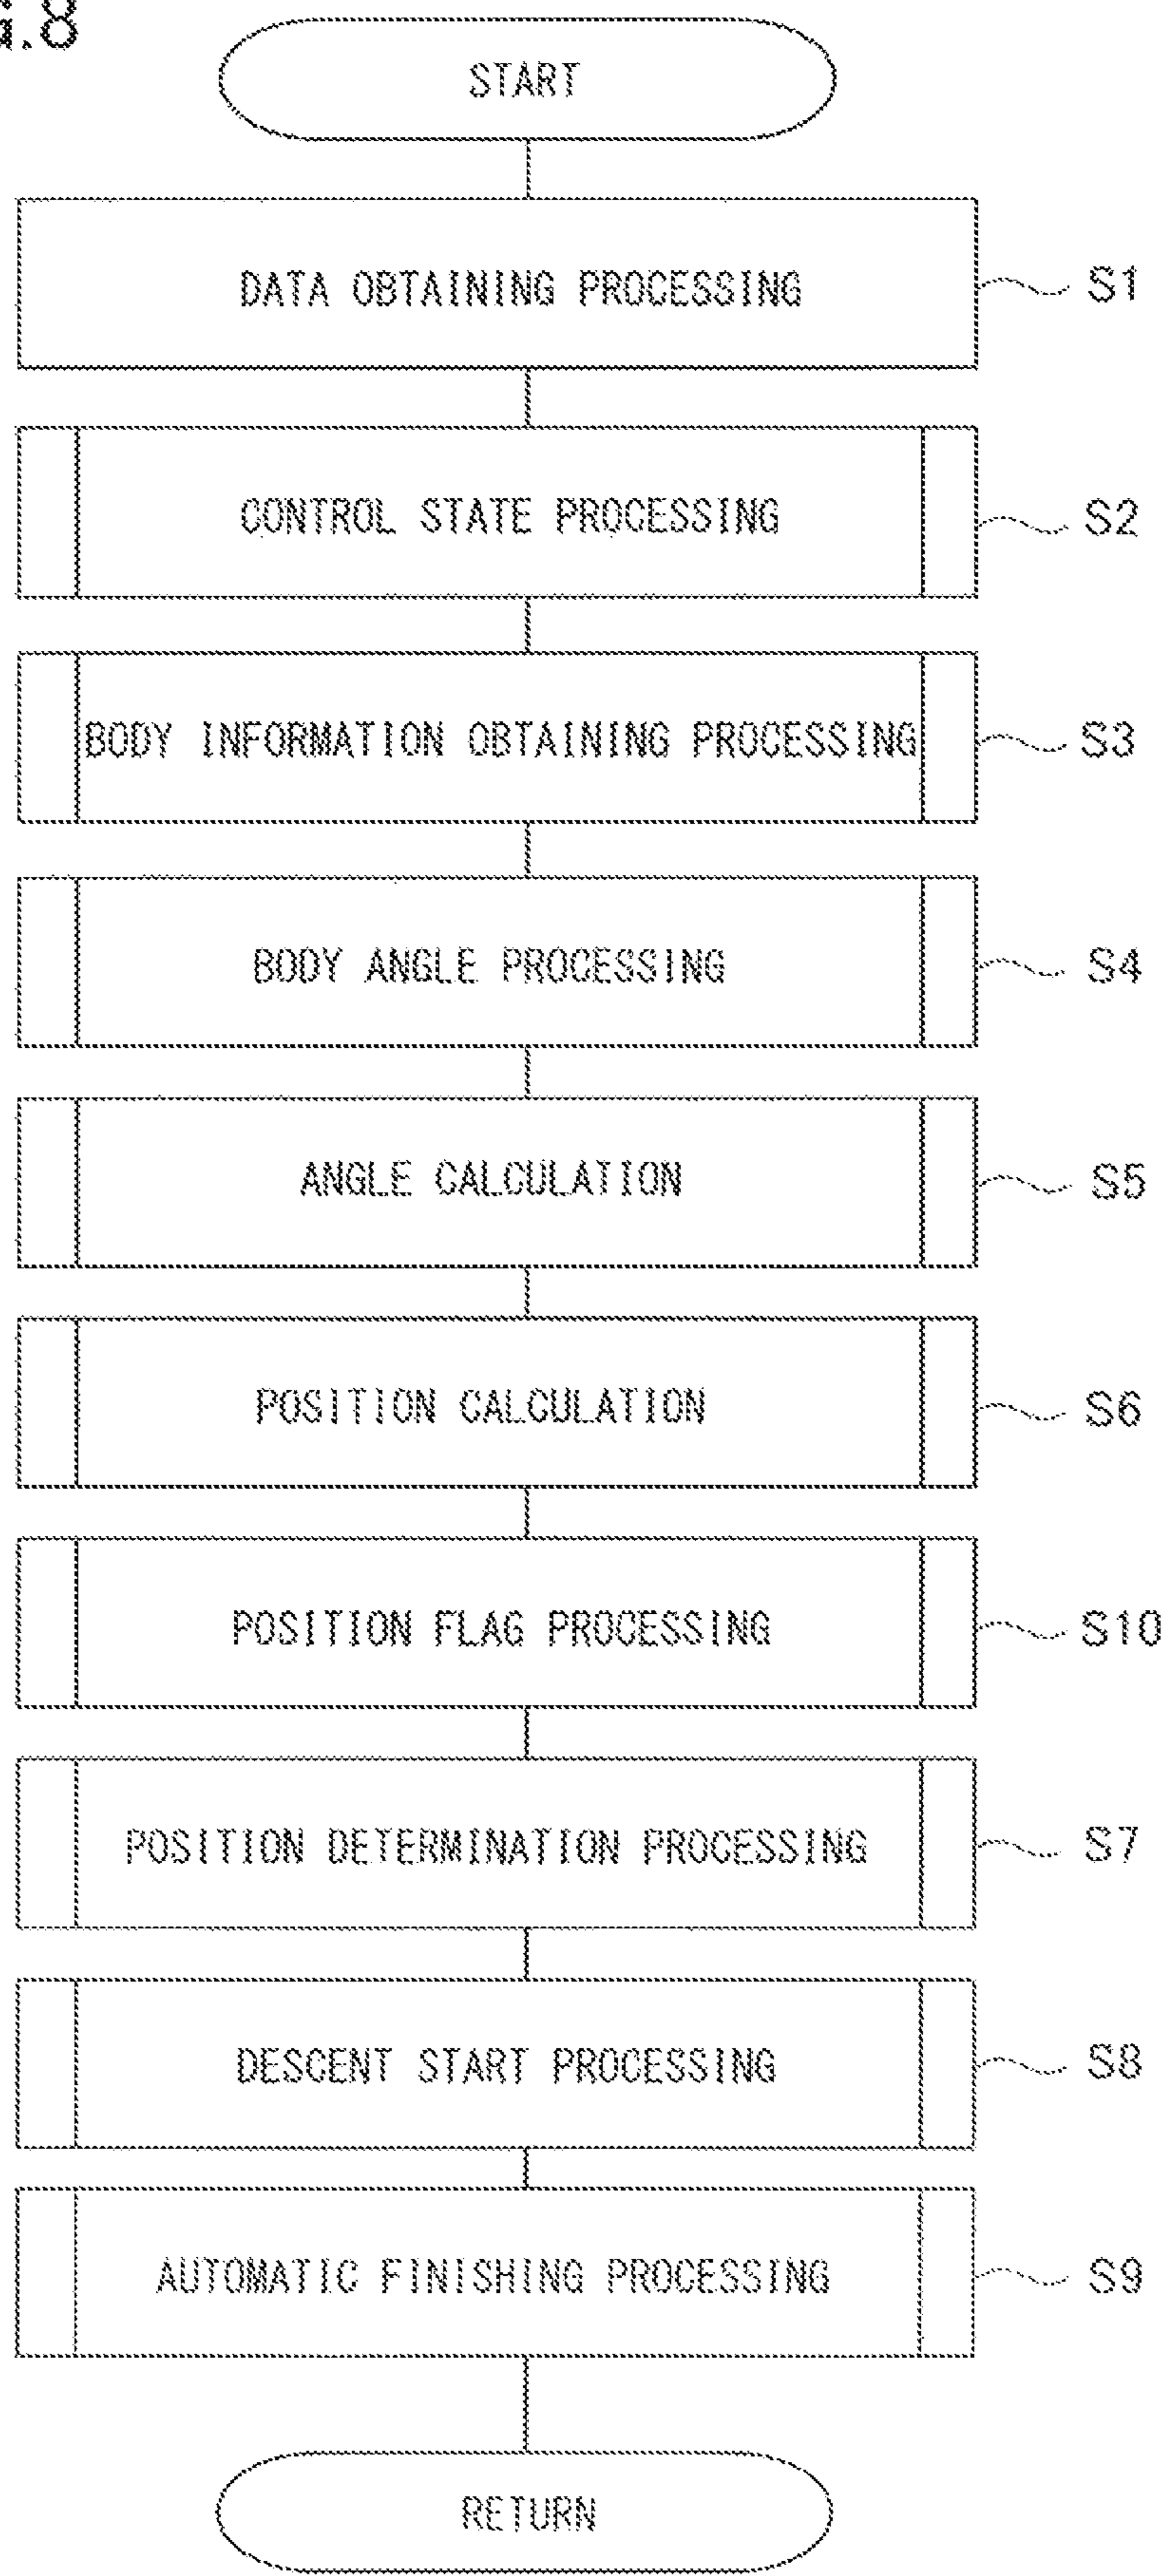 G.8
START
DATA OBTAINING PROCESSING S1
CONTROL STATE PROCESSING S2
BODY INFORMATION OBTAINING PROCESSING S3
BODY ANGLE PROCESSING S4
ANGLE CALCULATION S5
POSITION CALCULATION S6
POSITION FLAG PROCESSING S10
POSITION DETERMINATION PROCESSING S7
DESCENT START PROCESSING S8
AUTOMATIC FINISHING PROCESSING S9
RETURN